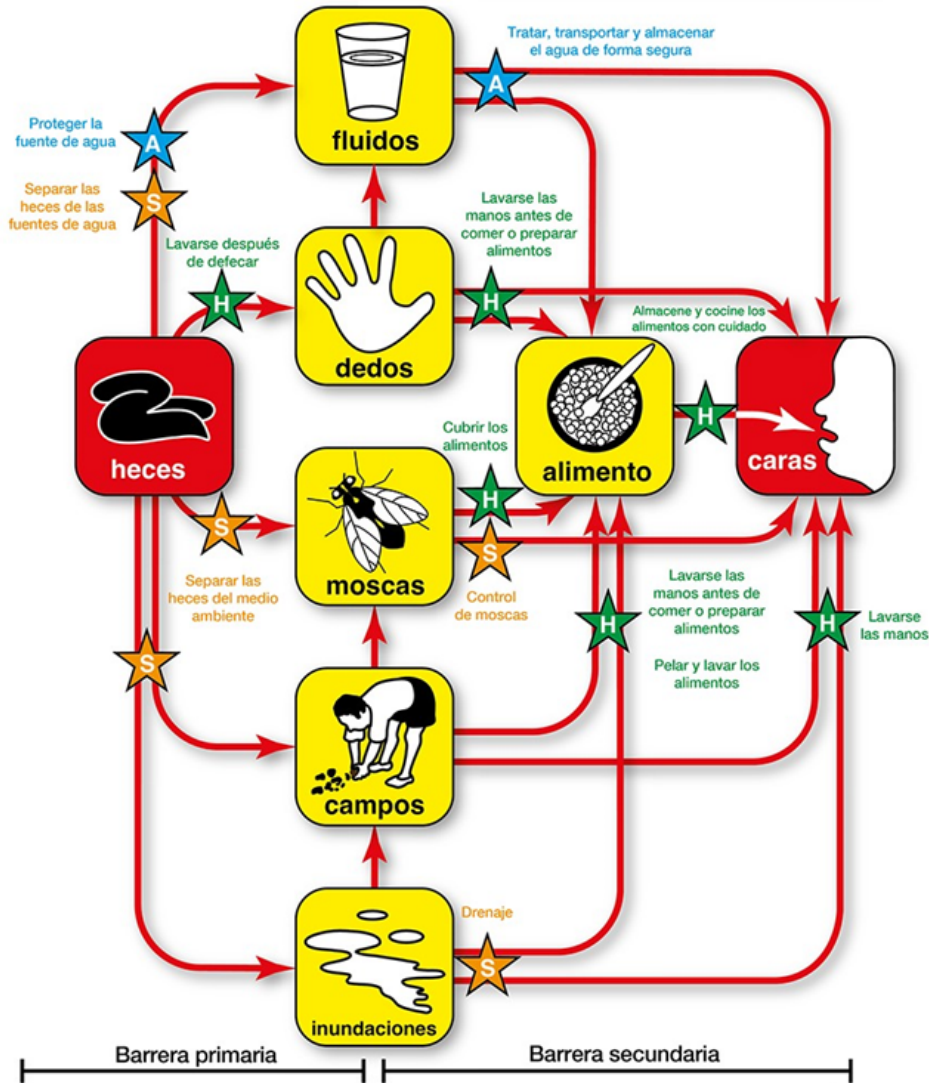 Tratar, transportar y almacenar
el agua de forma segura
A
fluidos
Proteger la
fuente de agua
A
Separar las
heces de las
fuentes de agua
S
Lavarse después
de defecar
H
Lavarse las
manos antes de
comer o preparar
alimentos
H
dedos
Almacene y cocine los
alimentos con cuidado
heces
alimento
H
caras
Cubrir los
alimentos
H
S
moscas
S
Control
de moscas
Separar las
heces del medio
ambiente
S
Lavarse las
manos antes de
comer o preparar
alimentos
H
Pelar y lavar los
alimentos
H
Lavarse
las manos
campos
Drenaje
S
inundaciones
Barrera primaria
Barrera secundaria